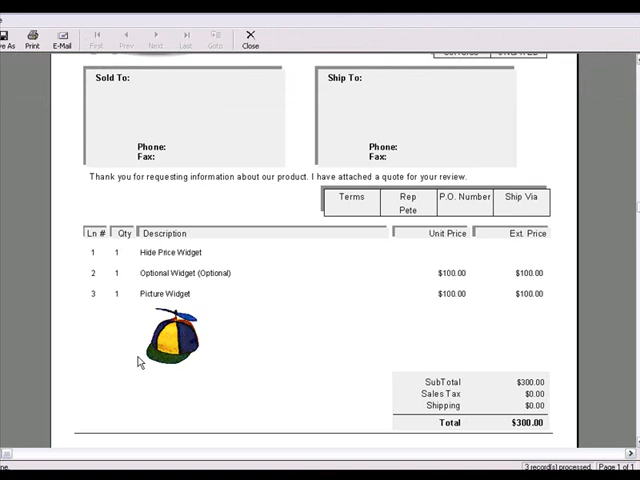 Print E-Mail First Prev Next Last Goto Close
Sold To: Ship To:
Phone: Phone:
Fax: Fax:
Thank you for requesting information about our product. I have attached a quote for your review.
Terms Rep P.O. Number Ship Via
Pete
Ln # Qty Description Unit Price Ext. Price
1 1 Hide Price Widget
2 1 Optional Widget (Optional) $100.00 $100.00
3 1 Picture Widget $100.00 $100.00
SubTotal $300.00
Sales Tax $0.00
Shipping $0.00
Total $300.00
3 record(s) processed. Page 1 of 1